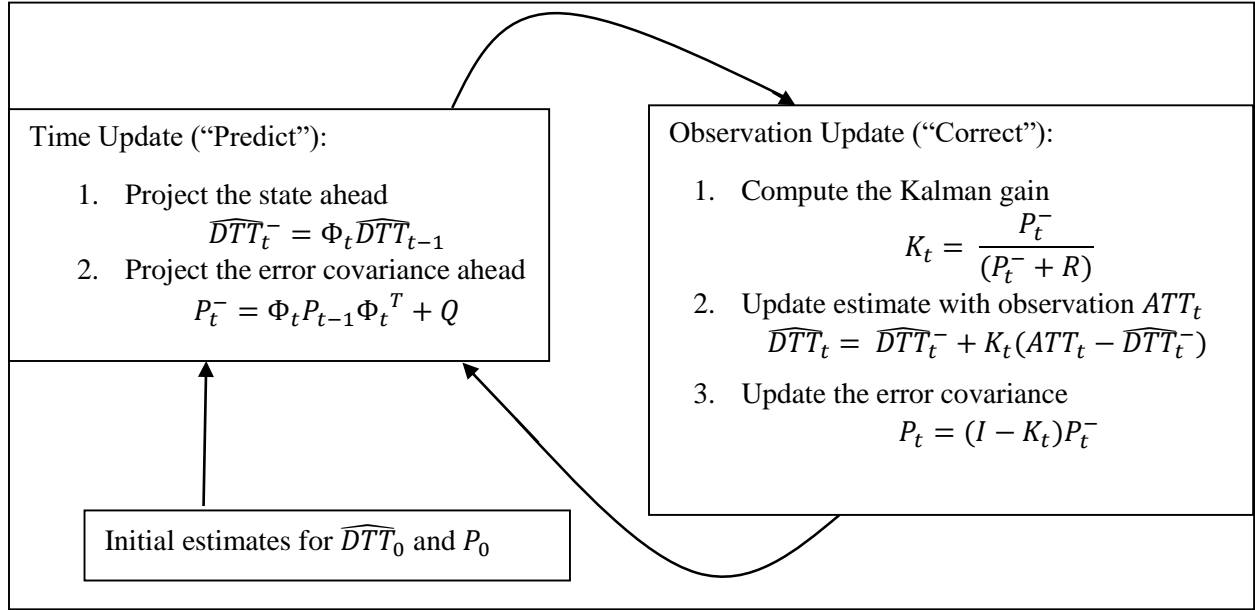 Time Update (“Predict”):
1. Project the state ahead
$\widehat{DTT}_t^- = \Phi_t \widehat{DTT}_{t-1}$
2. Project the error covariance ahead
$P_t^- = \Phi_t P_{t-1} {\Phi_t}^T + Q$
Initial estimates for $\widehat{DTT}_0$ and $P_0$
Observation Update (“Correct”):
1. Compute the Kalman gain
$K_t = \frac{P_t^-}{(P_t^- + R)}$
2. Update estimate with observation $ATT_t$
$\widehat{DTT}_t = \widehat{DTT}_t^- + K_t(ATT_t - \widehat{DTT}_t^-)$
3. Update the error covariance
$P_t = (I - K_t)P_t^-$